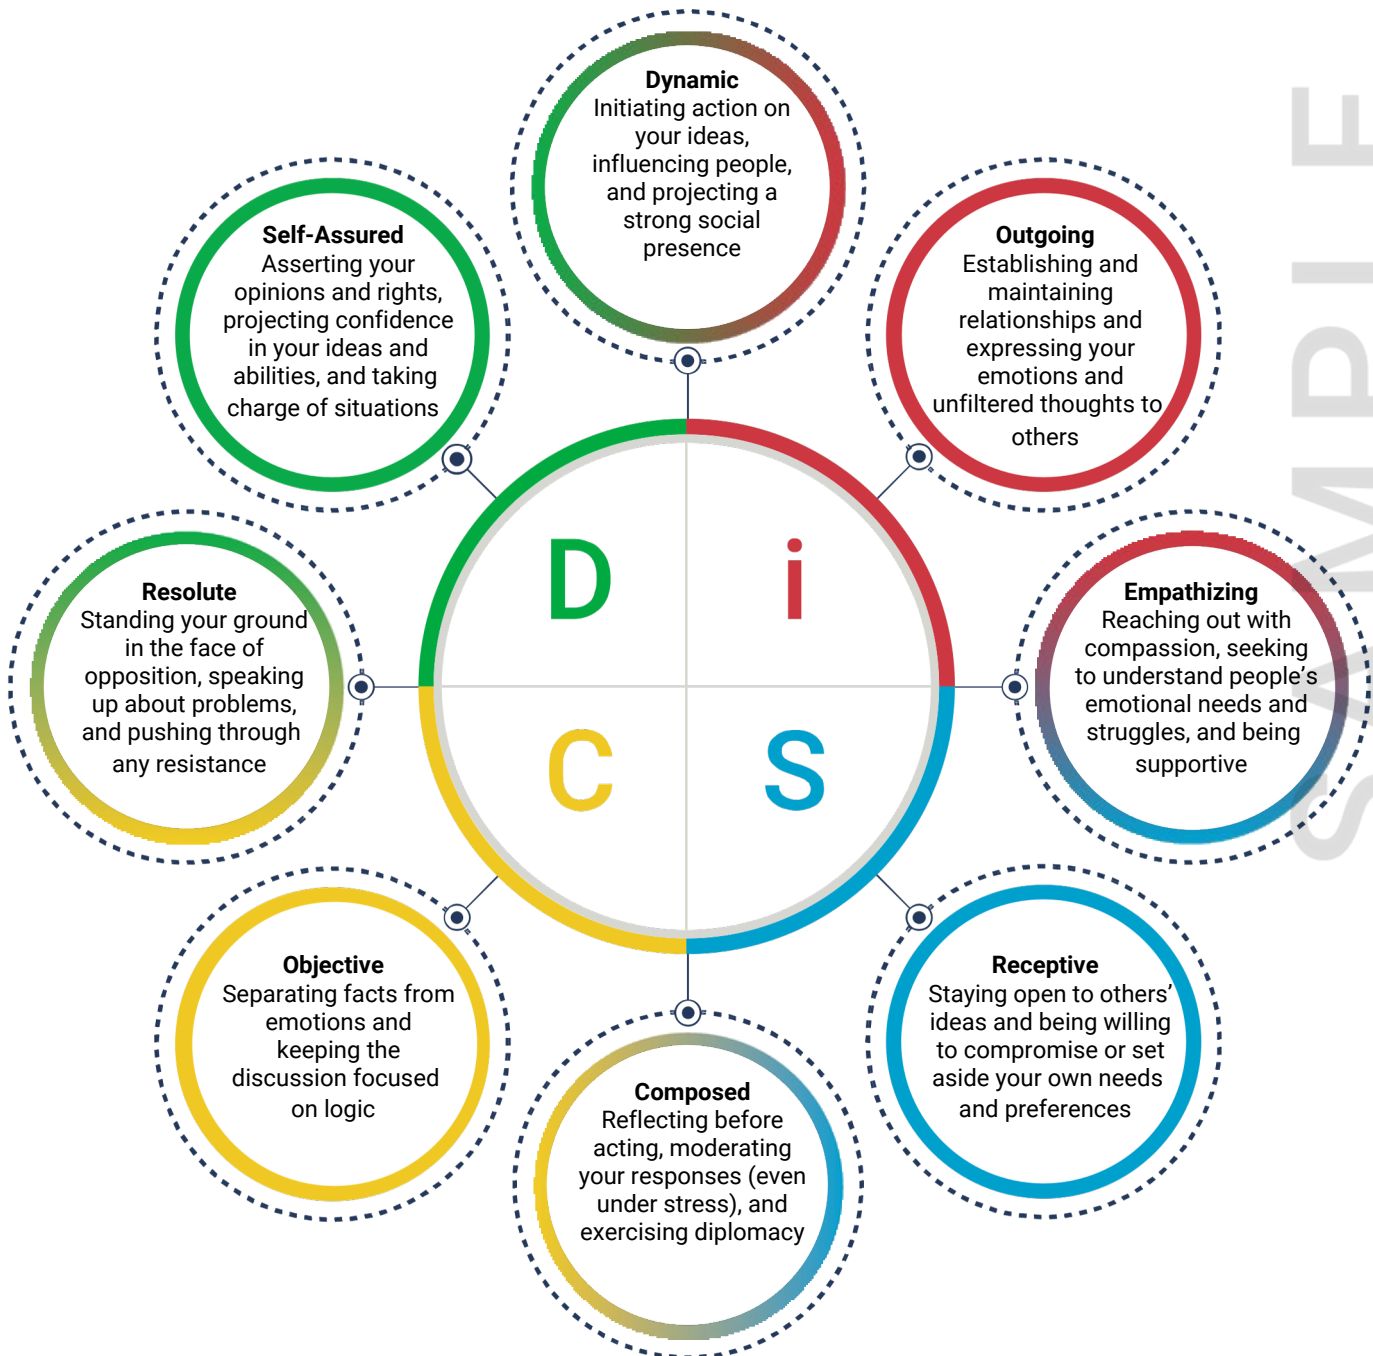 Dynamic
Initiating action on
your ideas,
influencing people,
and projecting a
strong social
presence
Self-Assured
Asserting your
opinions and rights,
projecting confidence
in your ideas and
abilities, and taking
charge of situations
Outgoing
Establishing and
maintaining
relationships and
expressing your
emotions and
unfiltered thoughts to
others
D
i
Resolute
Standing your ground
in the face of
opposition, speaking
up about problems,
and pushing through
any resistance
Empathizing
Reaching out with
compassion, seeking
to understand people’s
emotional needs and
struggles, and being
supportive
C
S
Objective
Separating facts from
emotions and
keeping the
discussion focused
on logic
Receptive
Staying open to others’
ideas and being willing
to compromise or set
aside your own needs
and preferences
Composed
Reflecting before
acting, moderating
your responses (even
under stress), and
exercising diplomacy
SAMPLE